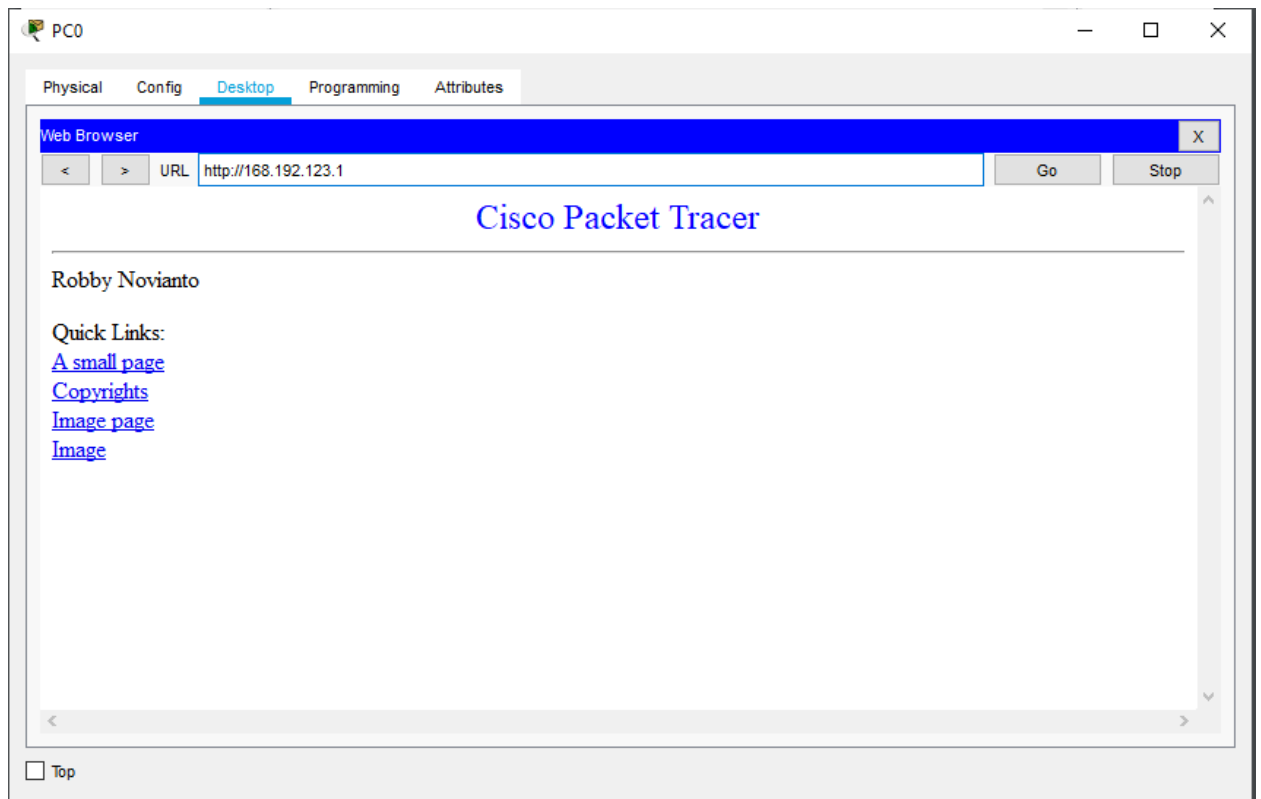 PC0
Physical Config Desktop Programming Attributes
Web Browser X
< > URL http://168.192.123.1 Go Stop
Cisco Packet Tracer
Robby Novianto
Quick Links:
A small page
Copyrights
Image page
Image
Top